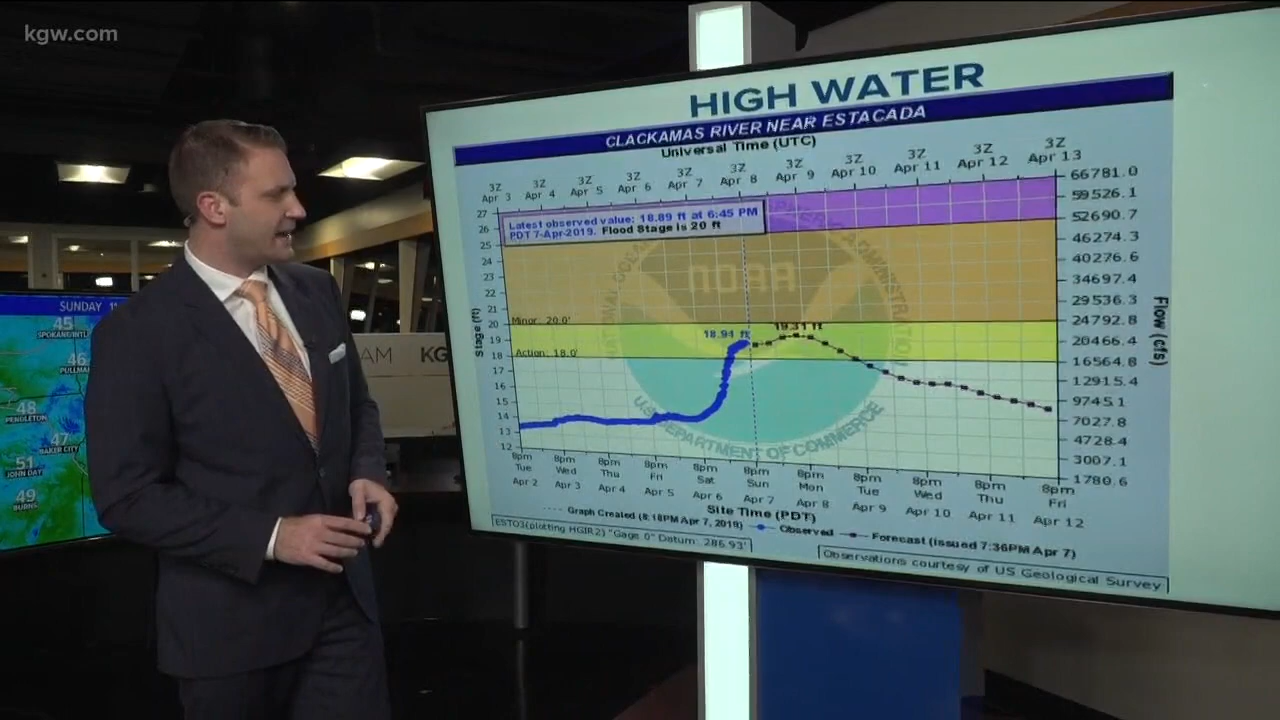 kgw.com
HIGH WATER
CLACKAMAS RIVER NEAR ESTACADA
Universal Time (UTC)
3Z 3Z 3Z 3Z 3Z 3Z 3Z 3Z 3Z 3Z 3Z
Apr 3 Apr 4 Apr 5 Apr 6 Apr 7 Apr 8 Apr 9 Apr 10 Apr 11 Apr 12 Apr 13
Latest observed value: 18.89 ft at 6:45 PM
PDT 7-Apr-2019. Flood Stage is 20 ft
NOAA
U.S. DEPARTMENT OF COMMERCE
Stage (ft)
27
26
25
24
23
22
21
20
19
18
17
16
15
14
13
12
Minor: 20.0'
Action: 18.0'
18.94 ft
19.31 ft
66781.0
59526.1
52690.7
46274.3
40276.6
34697.4
29536.3
24792.8
20466.4
16564.8
12915.4
9745.1
7027.8
4728.4
3007.1
1780.6
Flow (cfs)
8pm 8pm 8pm 8pm 8pm 8pm 8pm 8pm 8pm 8pm 8pm
Tue Wed Thu Fri Sat Sun Mon Tue Wed Thu Fri
Apr 2 Apr 3 Apr 4 Apr 5 Apr 6 Apr 7 Apr 8 Apr 9 Apr 10 Apr 11 Apr 12
Site Time (PDT)
Graph Created (8:18PM Apr 7, 2019) Observed Forecast (issued 7:36PM Apr 7)
ESTO3(plotting HGIR2) "Gage 0" Datum: 286.93'
Observations courtesy of US Geological Survey
SUNDAY
45
SPOKANE INTL
46
PULLMAN
48
PENDLETON
47
BAKER CITY
51
JOHN DAY
49
BURNS
AM KG